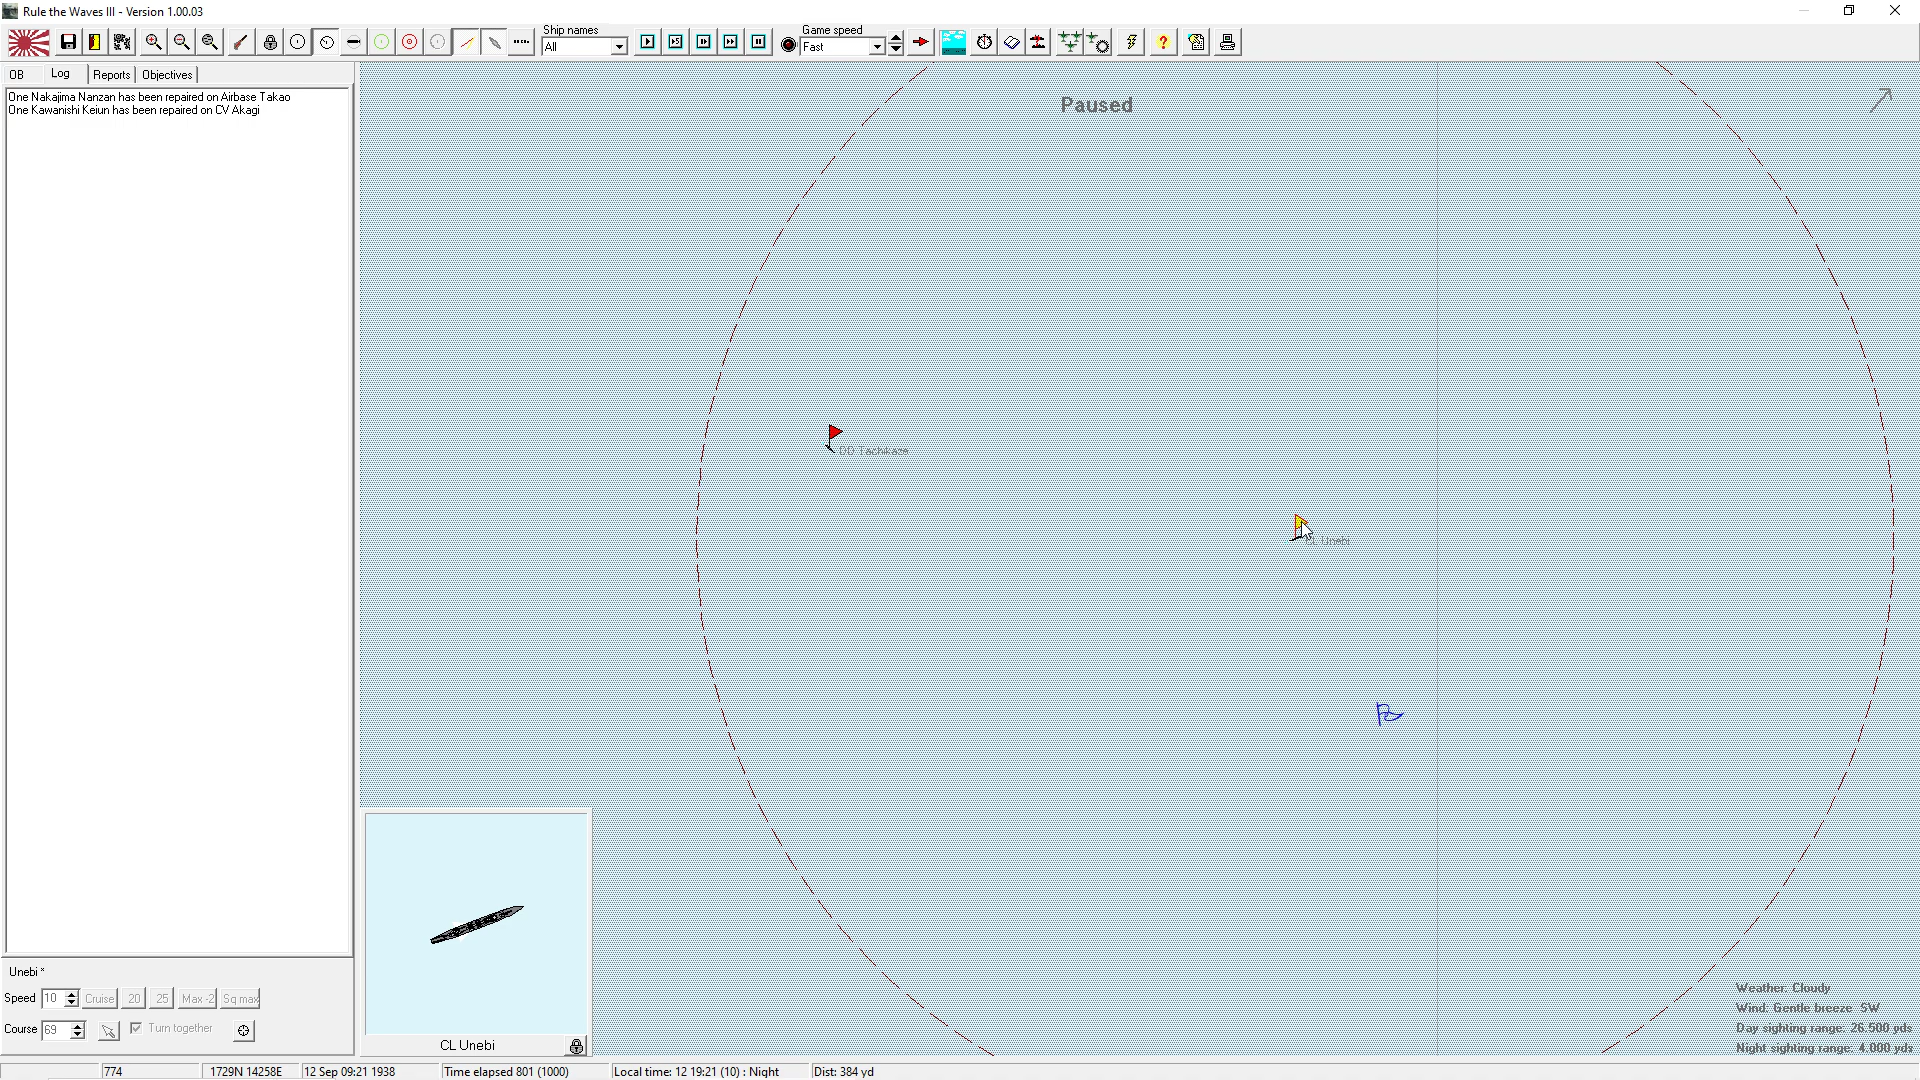 Rule the Waves III - Version 1.00.03
Ship names
All
Game speed
Fast
OB
Log
Reports
Objectives
One Nakajima Nanzan has been repaired on Airbase Takao
One Kawanishi Keiun has been repaired on CV Akagi
Paused
DD Tachikaze
CL Unebi
Unebi *
Speed 10 Cruise 20 25 Max -2 Sq max
Course 69 Turn together
CL Unebi
Weather: Cloudy
Wind: Gentle breeze SW
Day sighting range: 26.500 yds
Night sighting range: 4.000 yds
774 1729N 14258E 12 Sep 09:21 1938 Time elapsed 801 (1000) Local time: 12 19:21 (10) : Night Dist: 384 yd